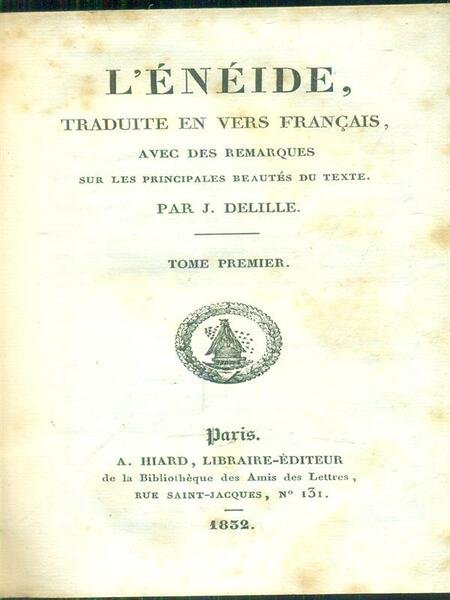 L'ÉNÉIDE,
TRADUITE EN VERS FRANÇAIS,
AVEC DES REMARQUES
SUR LES PRINCIPALES BEAUTÉS DU TEXTE.
PAR J. DELILLE.
TOME PREMIER.
Paris.
A. HIARD, LIBRAIRE-ÉDITEUR
de la Bibliothèque des Amis des Lettres,
RUE SAINT-JACQUES, Nº 131.
1832.